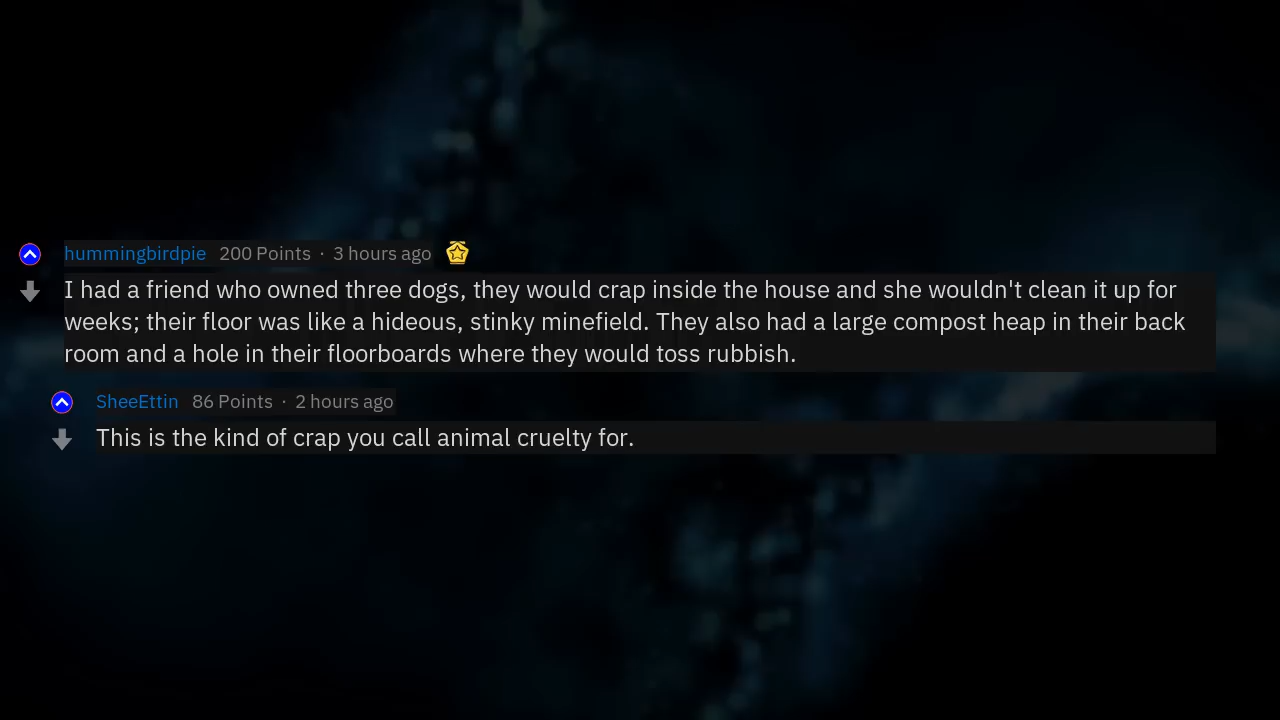 hummingbirdpie 200 Points · 3 hours ago
I had a friend who owned three dogs, they would crap inside the house and she wouldn't clean it up for
weeks; their floor was like a hideous, stinky minefield. They also had a large compost heap in their back
room and a hole in their floorboards where they would toss rubbish.
SheeEttin 86 Points · 2 hours ago
This is the kind of crap you call animal cruelty for.